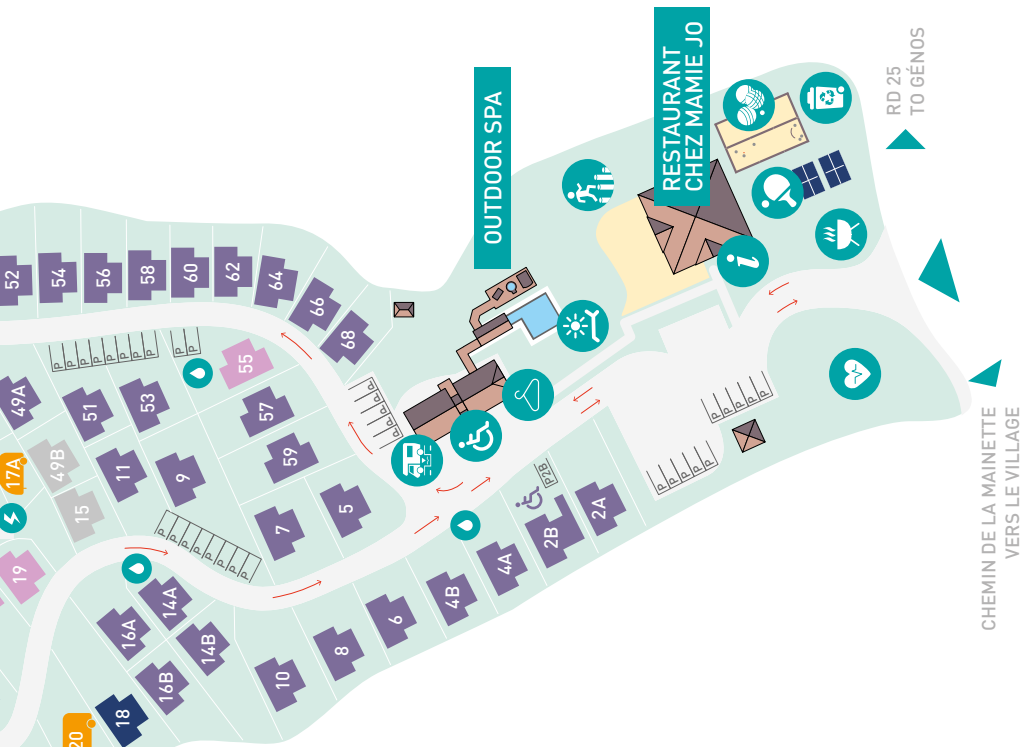 OUTDOOR SPA
RESTAURANT
CHEZ MAMIE JO
RD 25
TO GÉNOS
CHEMIN DE LA MAINETTE
VERS LE VILLAGE
52
54
56
58
60
62
64
66
68
P P P P P P P P
P P
55
49A
51
53
57
59
P P P P P
17A
49B
15
11
9
7
5
i
P P P P P
P P P P P
P2B
2A
2B
4A
4B
6
8
10
P P P P P P P P
19
14A
16A
14B
16B
18
20